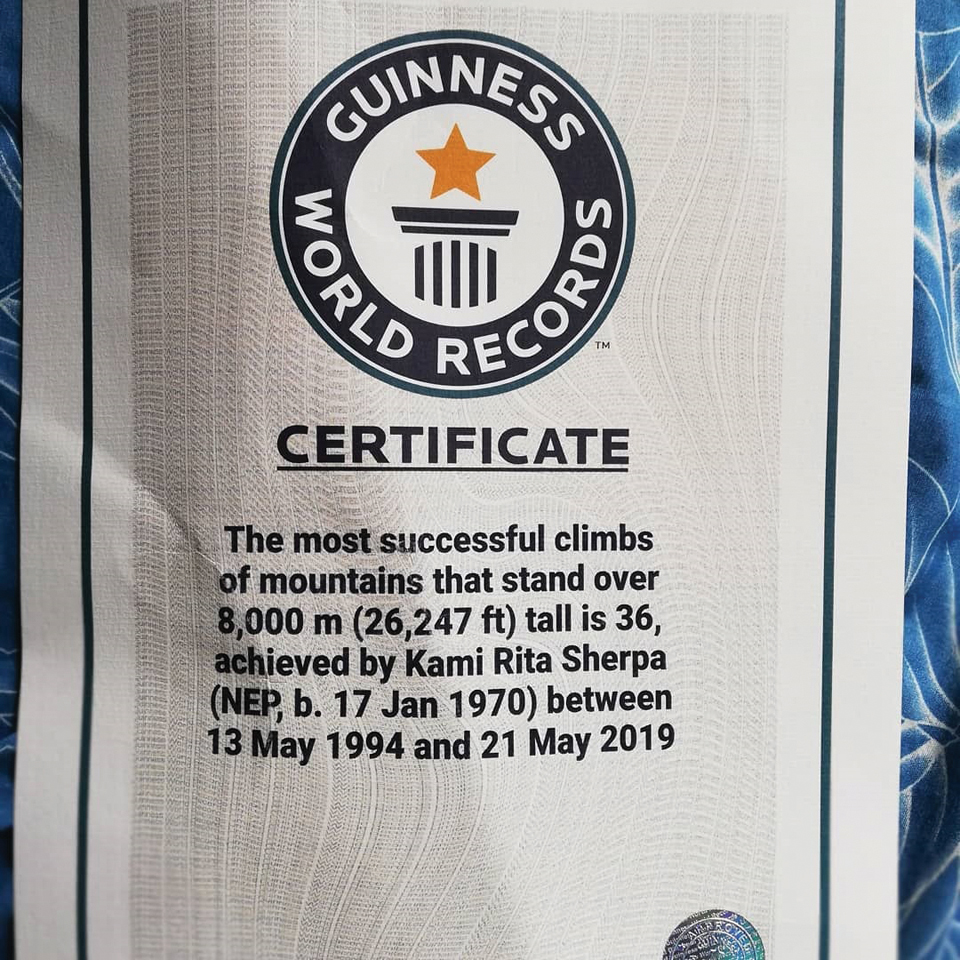 GUINNESS
WORLD RECORDS
TM
CERTIFICATE
The most successful climbs
of mountains that stand over
8,000 m (26,247 ft) tall is 36,
achieved by Kami Rita Sherpa
(NEP, b. 17 Jan 1970) between
13 May 1994 and 21 May 2019
APPROVED